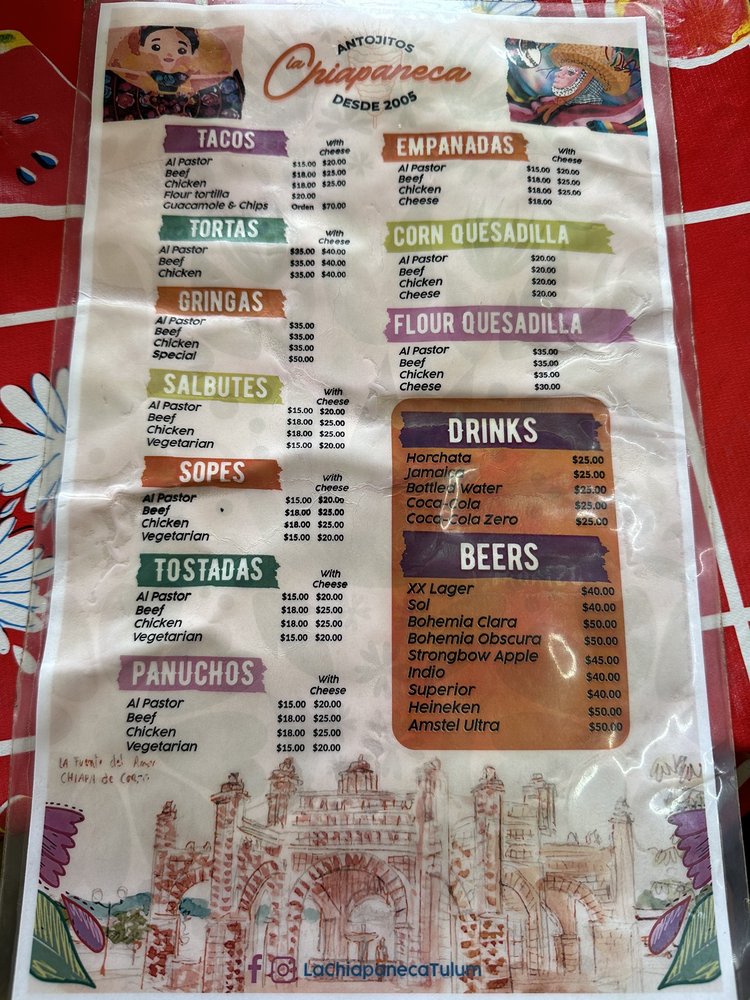 ANTOJITOS
La Chiapaneca
DESDE 2005
TACOS
With Cheese
Al Pastor $15.00 $20.00
Beef $18.00 $25.00
Chicken $18.00 $25.00
Flour tortilla $20.00
Guacamole & Chips Orden $70.00
TORTAS
With Cheese
Al Pastor $35.00 $40.00
Beef $35.00 $40.00
Chicken $35.00 $40.00
GRINGAS
Al Pastor $35.00
Beef $35.00
Chicken $35.00
Special $50.00
SALBUTES
With Cheese
Al Pastor $15.00 $20.00
Beef $18.00 $25.00
Chicken $18.00 $25.00
Vegetarian $15.00 $20.00
SOPES
With Cheese
Al Pastor $15.00 $20.00
Beef $18.00 $25.00
Chicken $18.00 $25.00
Vegetarian $15.00 $20.00
TOSTADAS
With Cheese
Al Pastor $15.00 $20.00
Beef $18.00 $25.00
Chicken $18.00 $25.00
Vegetarian $15.00 $20.00
PANUCHOS
With Cheese
Al Pastor $15.00 $20.00
Beef $18.00 $25.00
Chicken $18.00 $25.00
Vegetarian $15.00 $20.00
EMPANADAS
With Cheese
Al Pastor $15.00 $20.00
Beef $18.00 $25.00
Chicken $18.00 $25.00
Cheese $18.00
CORN QUESADILLA
Al Pastor $20.00
Beef $20.00
Chicken $20.00
Cheese $20.00
FLOUR QUESADILLA
Al Pastor $35.00
Beef $35.00
Chicken $35.00
Cheese $30.00
DRINKS
Horchata $25.00
Jamaica $25.00
Bottled Water $25.00
Coca-Cola $25.00
Coca-Cola Zero $25.00
BEERS
XX Lager $40.00
Sol $40.00
Bohemia Clara $50.00
Bohemia Obscura $50.00
Strongbow Apple $45.00
Indio $40.00
Superior $40.00
Heineken $50.00
Amstel Ultra $50.00
La Fuente del Amor
CHIAPA de
LaChiapanecaTulum